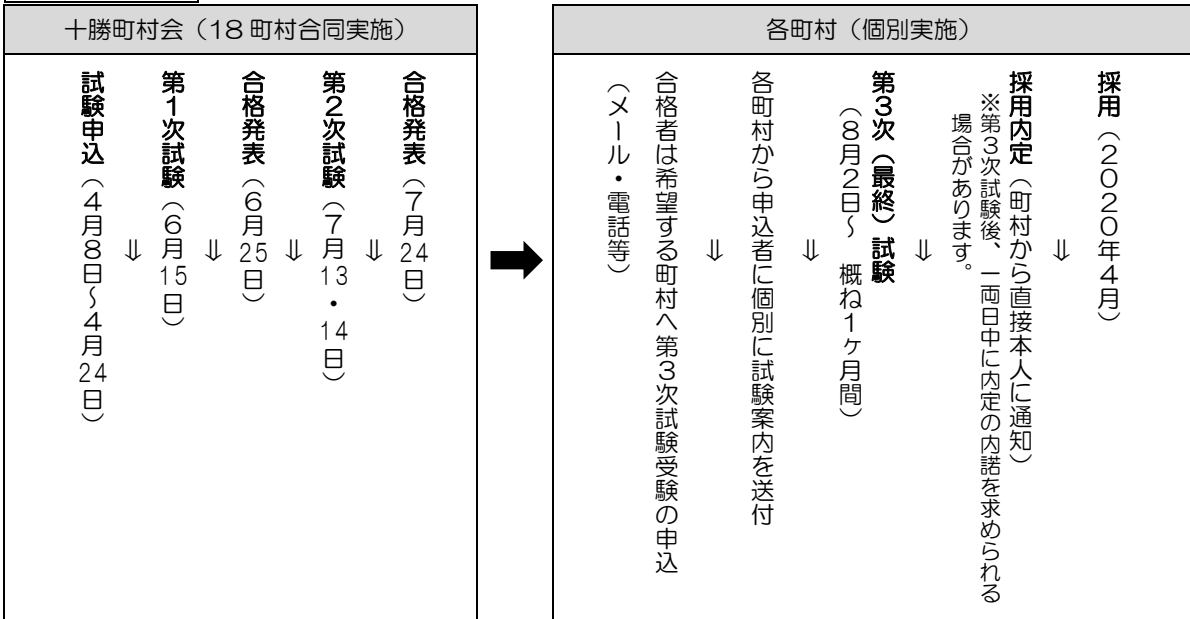 十勝町村会（18町村合同実施）
試験申込（４月８日～４月24日）
⇓
第１次試験（６月15日）
⇓
合格発表（６月25日）
⇓
第２次試験（７月13・14日）
⇓
合格発表（７月24日）
各町村（個別実施）
合格者は希望する町村へ第３次試験受験の申込
（メール・電話等）
⇓
各町村から申込者に個別に試験案内を送付
⇓
第３次（最終）試験
（８月２日～　概ね１ヶ月間）
⇓
採用内定（町村から直接本人に通知）
※第３次試験後、一両日中に内定の内諾を求められる
場合があります。
⇓
採用（２０２０年４月）